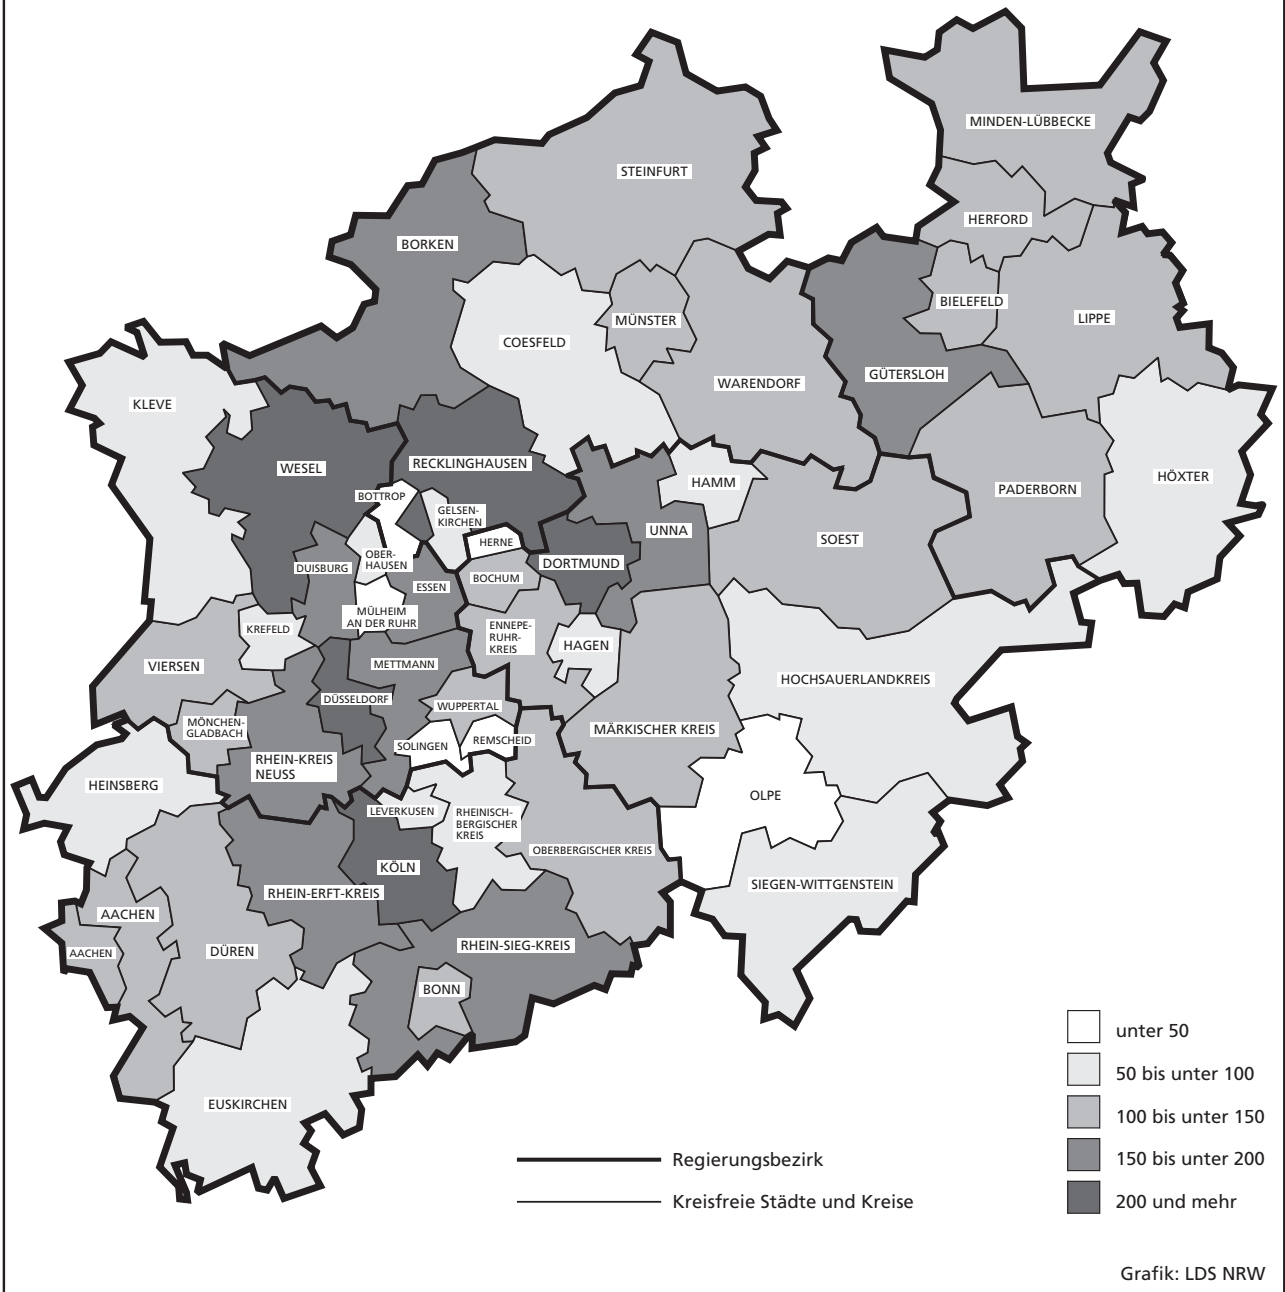 MINDEN-LÜBBECKE
STEINFURT
HERFORD
BORKEN
BIELEFELD
LIPPE
MÜNSTER
COESFELD
GÜTERSLOH
WARENDORF
KLEVE
RECKLINGHAUSEN
WESEL
HÖXTER
HAMM
PADERBORN
BOTTROP
GELSEN-
KIRCHEN
UNNA
SOEST
HERNE
OBER-
HAUSEN
DORTMUND
DUISBURG
BOCHUM
ESSEN
MÜLHEIM
AN DER RUHR
KREFELD
ENNEPE-
RUHR-
KREIS
HAGEN
VIERSEN
METTMANN
HOCHSAUERLANDKREIS
DÜSSELDORF
WUPPERTAL
MÖNCHEN-
GLADBACH
MÄRKISCHER KREIS
SOLINGEN
REMSCHEID
RHEIN-KREIS
NEUSS
HEINSBERG
OLPE
LEVERKUSEN
RHEINISCH-
BERGISCHER
KREIS
OBERBERGISCHER KREIS
KÖLN
SIEGEN-WITTGENSTEIN
RHEIN-ERFT-KREIS
AACHEN
RHEIN-SIEG-KREIS
DÜREN
AACHEN
BONN
EUSKIRCHEN
unter 50
50 bis unter 100
100 bis unter 150
150 bis unter 200
200 und mehr
Regierungsbezirk
Kreisfreie Städte und Kreise
Grafik: LDS NRW